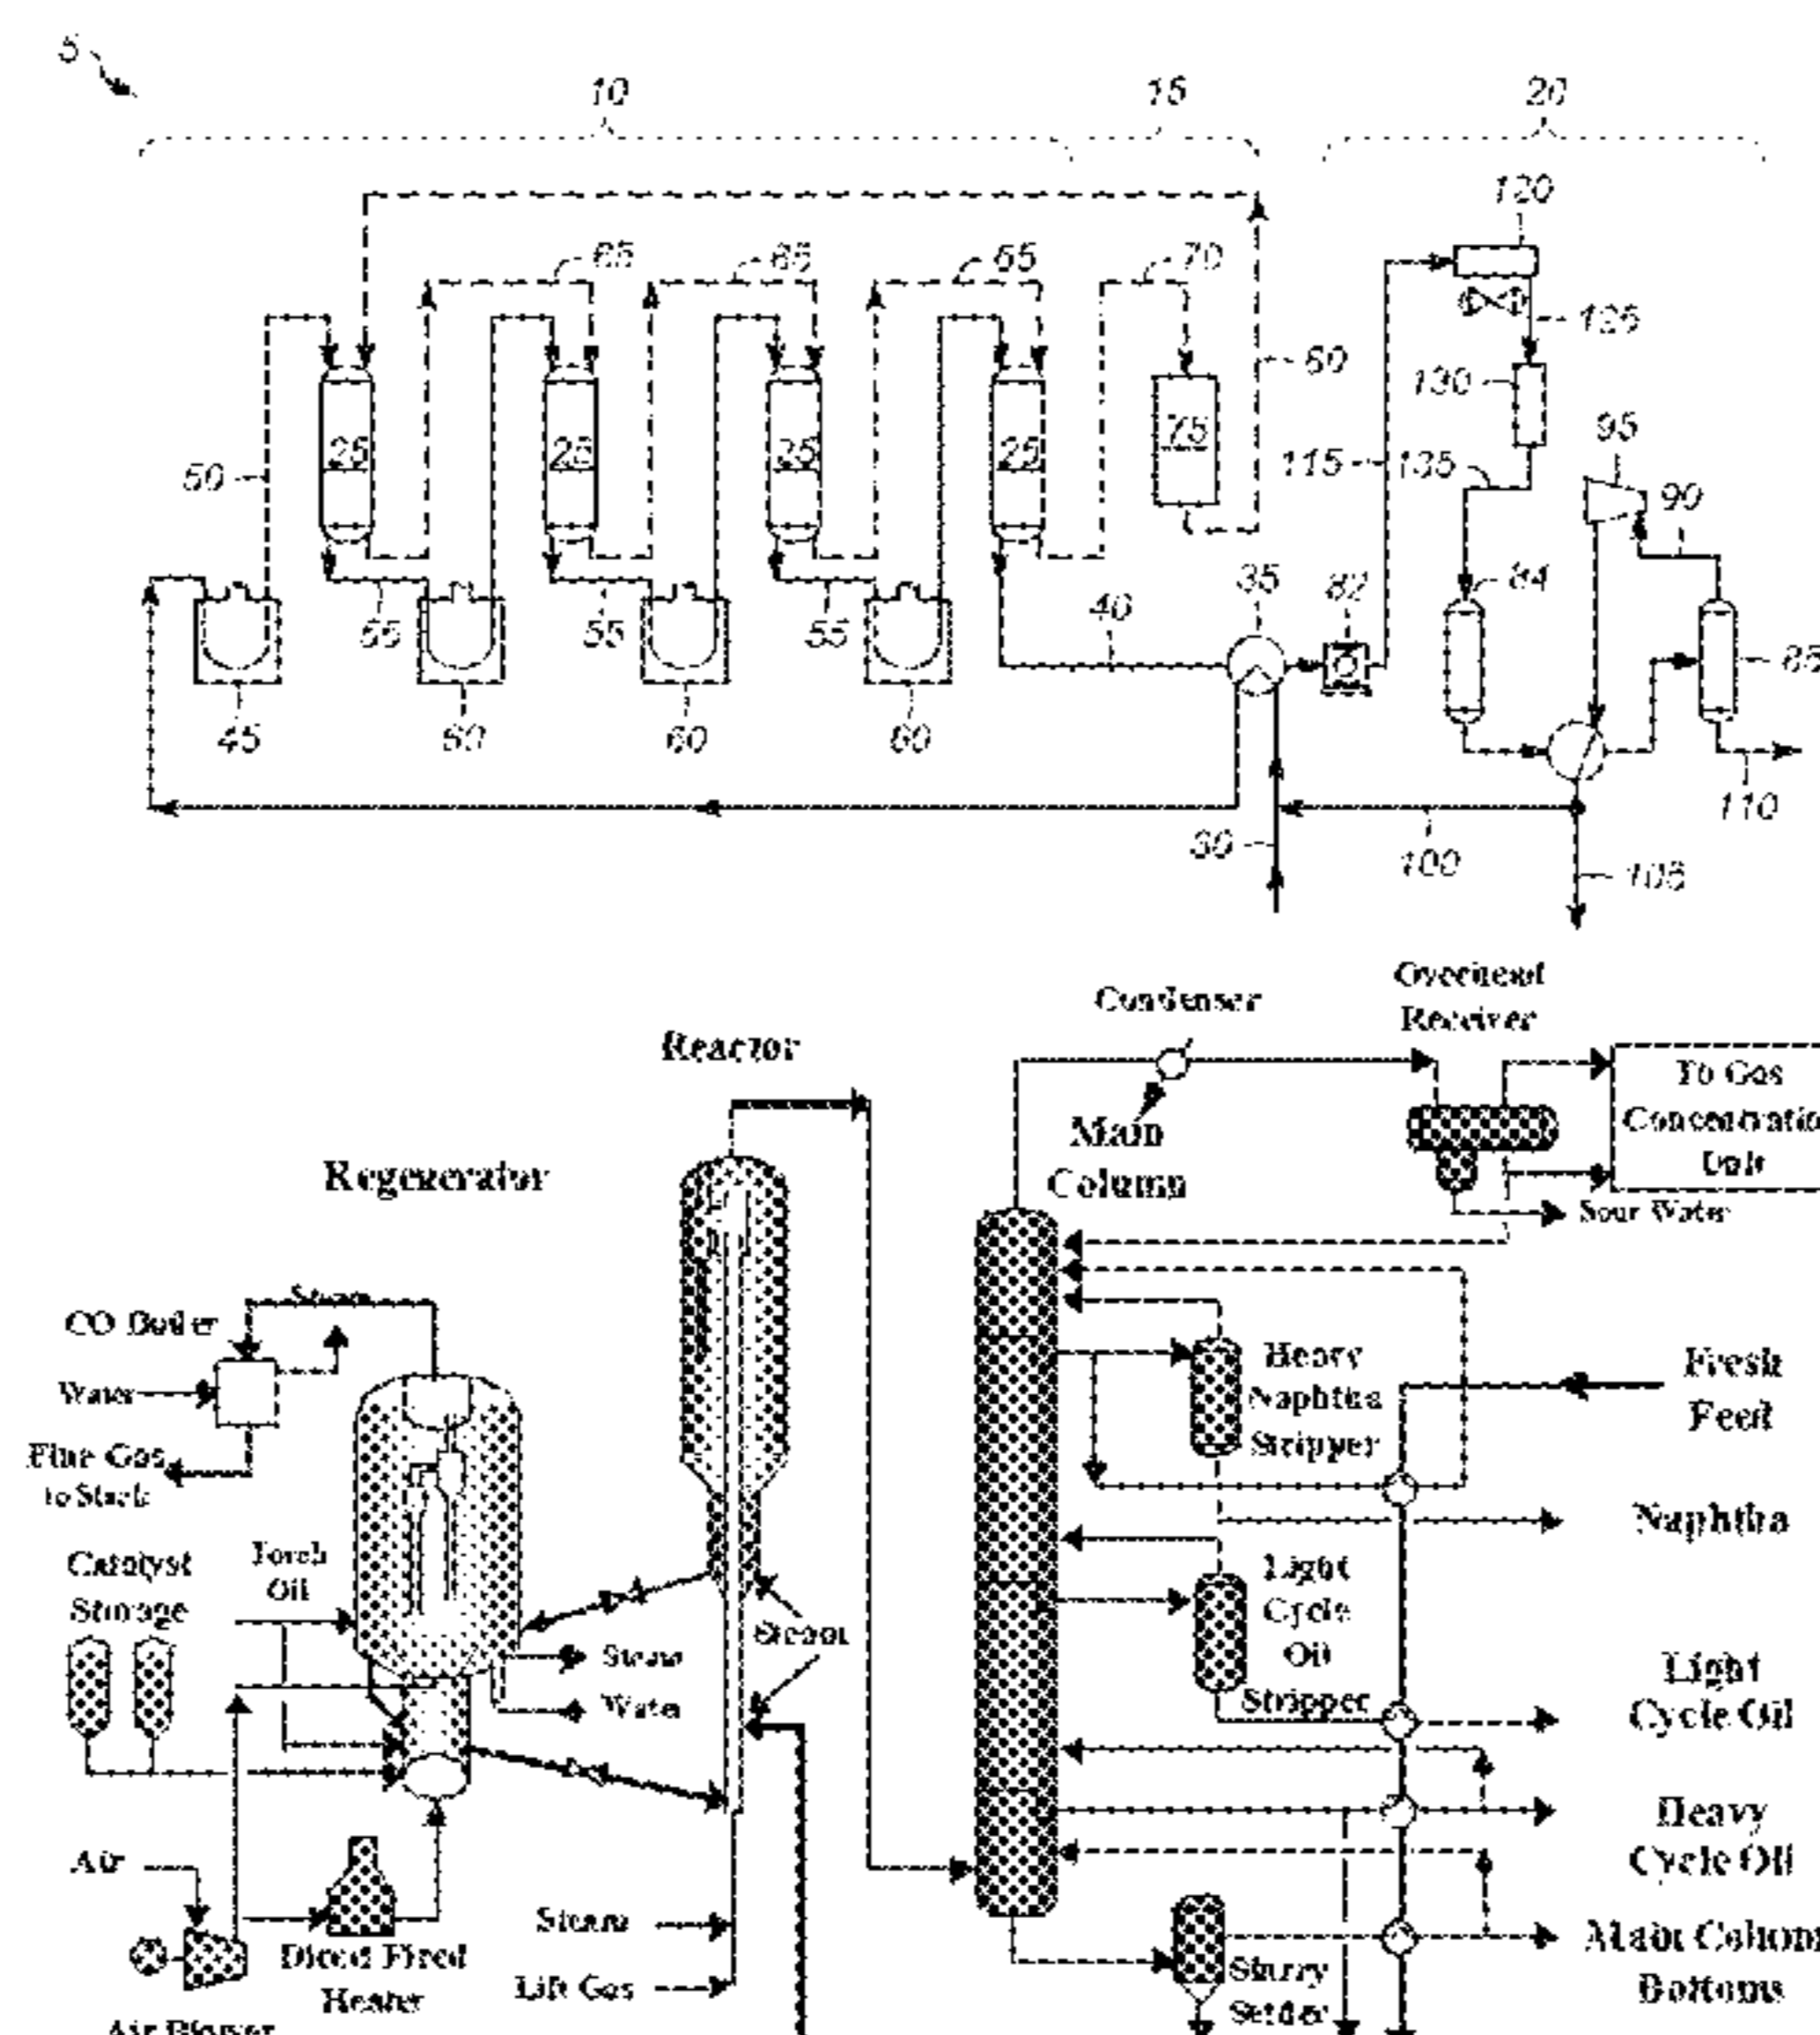 5
10
15
20
120
65
65
65
70
125
60
130
95
25
25
25
25
75
50
115
135
90
84
35
82
40
55
55
55
85
45
60
60
60
110
30
100
105
Condenser
Overhead
Receiver
Reactor
To Gas
Main
Column
Regenerator
Sour Water
Steam
CO Boiler
Water
Heavy
Naphtha
Stripper
Fresh
Feed
Flue Gas
to Stack
Naphtha
Catalyst
Storage
Torch
Oil
Light
Cycle
Oil
Stripper
Steam
Steam
Water
Light
Cycle Oil
Heavy
Cycle Oil
Air
Steam
Direct Fired
Heater
Lift Gas
Slurry
Settler
Bottoms
Air Blower